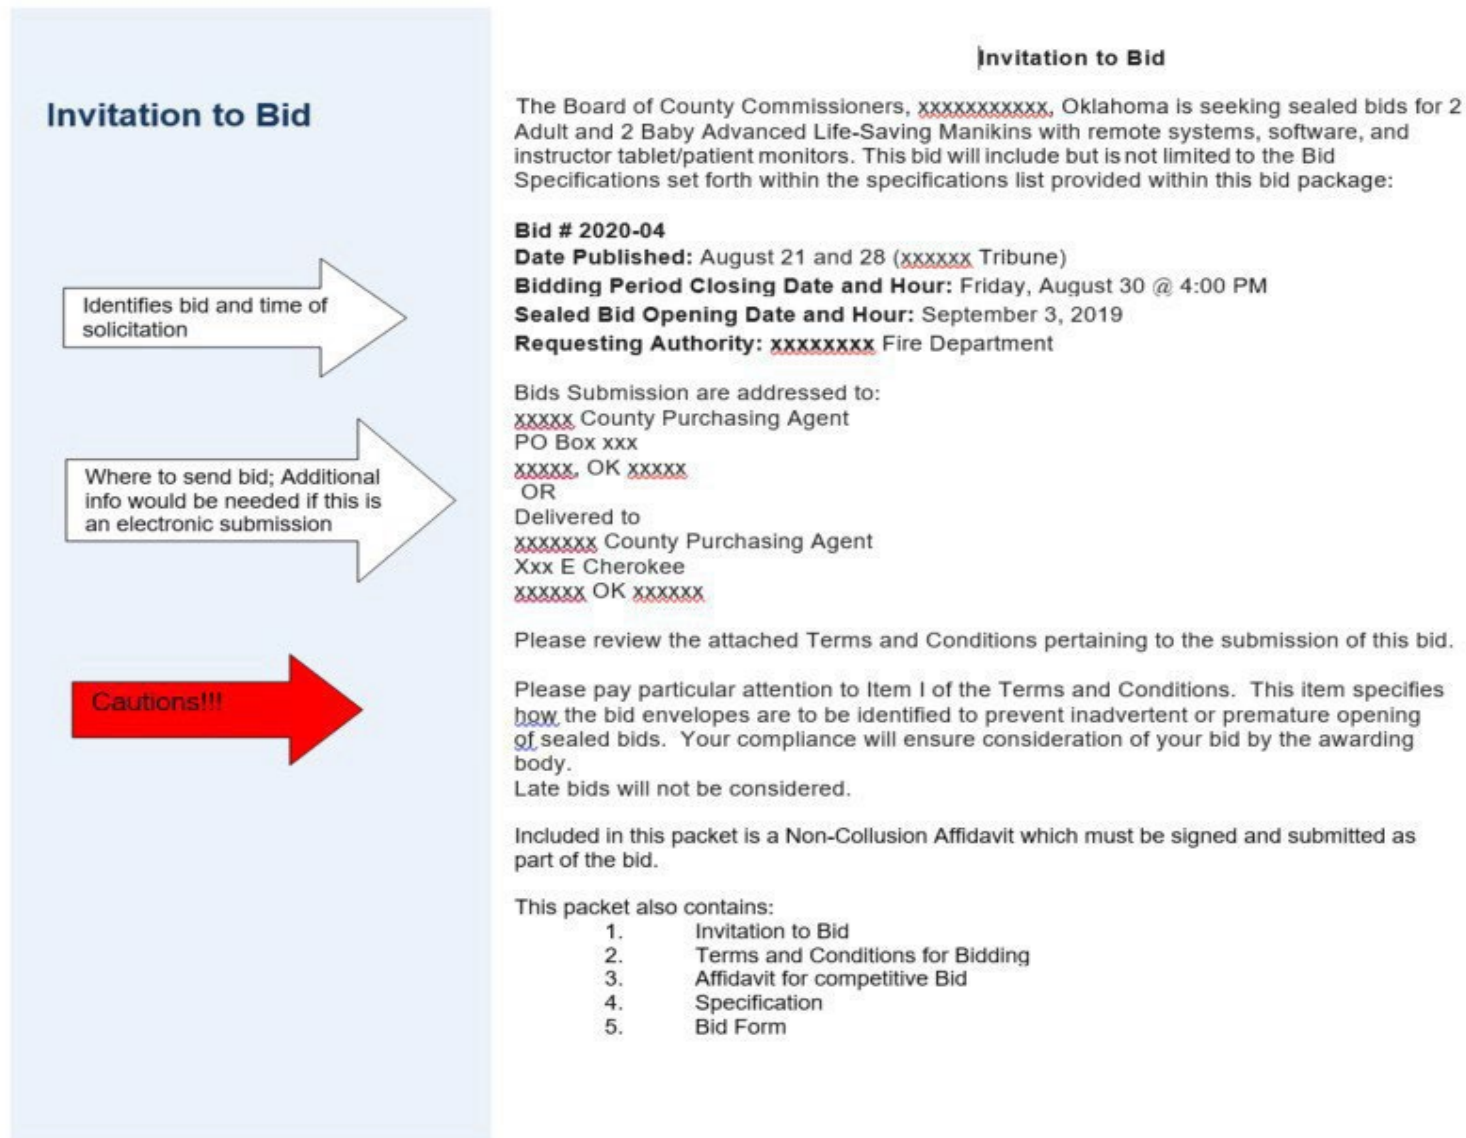 Invitation to Bid
Identifies bid and time of
solicitation
Where to send bid; Additional
info would be needed if this is
an electronic submission
Cautions!!!
Invitation to Bid
The Board of County Commissioners, xxxxxxxxxxx, Oklahoma is seeking sealed bids for 2
Adult and 2 Baby Advanced Life-Saving Manikins with remote systems, software, and
instructor tablet/patient monitors. This bid will include but is not limited to the Bid
Specifications set forth within the specifications list provided within this bid package:
Bid # 2020-04
Date Published: August 21 and 28 (xxxxxx Tribune)
Bidding Period Closing Date and Hour: Friday, August 30 @ 4:00 PM
Sealed Bid Opening Date and Hour: September 3, 2019
Requesting Authority: xxxxxxxx Fire Department
Bids Submission are addressed to:
xxxxx County Purchasing Agent
PO Box xxx
xxxxx, OK xxxxx
OR
Delivered to
xxxxxxx County Purchasing Agent
Xxx E Cherokee
xxxxxx OK xxxxxx
Please review the attached Terms and Conditions pertaining to the submission of this bid.
Please pay particular attention to Item I of the Terms and Conditions. This item specifies
how the bid envelopes are to be identified to prevent inadvertent or premature opening
of sealed bids. Your compliance will ensure consideration of your bid by the awarding
body.
Late bids will not be considered.
Included in this packet is a Non-Collusion Affidavit which must be signed and submitted as
part of the bid.
This packet also contains:
1. Invitation to Bid
2. Terms and Conditions for Bidding
3. Affidavit for competitive Bid
4. Specification
5. Bid Form